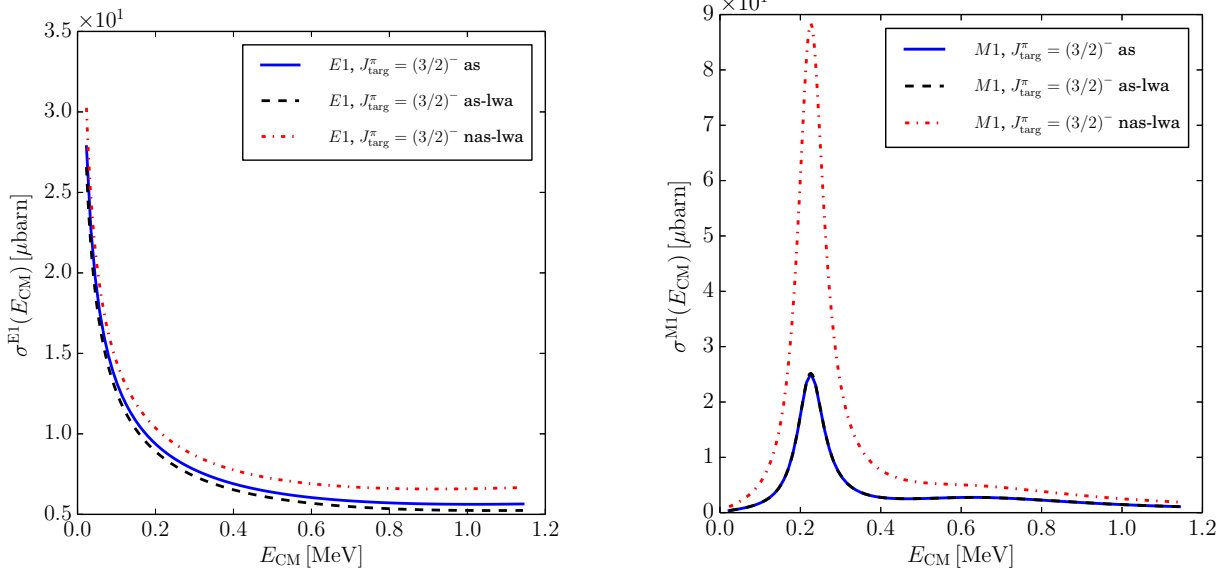 ×10¹
3.5
3.0
2.5
2.0
1.5
1.0
0.5
σᴱ¹(E_CM) [μbarn]
E1, J^π_targ = (3/2)⁻ as
E1, J^π_targ = (3/2)⁻ as-lwa
E1, J^π_targ = (3/2)⁻ nas-lwa
0.0 0.2 0.4 0.6 0.8 1.0 1.2
E_CM [MeV]
9
8
7
6
5
4
3
2
1
0
σᴹ¹(E_CM) [μbarn]
M1, J^π_targ = (3/2)⁻ as
M1, J^π_targ = (3/2)⁻ as-lwa
M1, J^π_targ = (3/2)⁻ nas-lwa
0.0 0.2 0.4 0.6 0.8 1.0 1.2
E_CM [MeV]